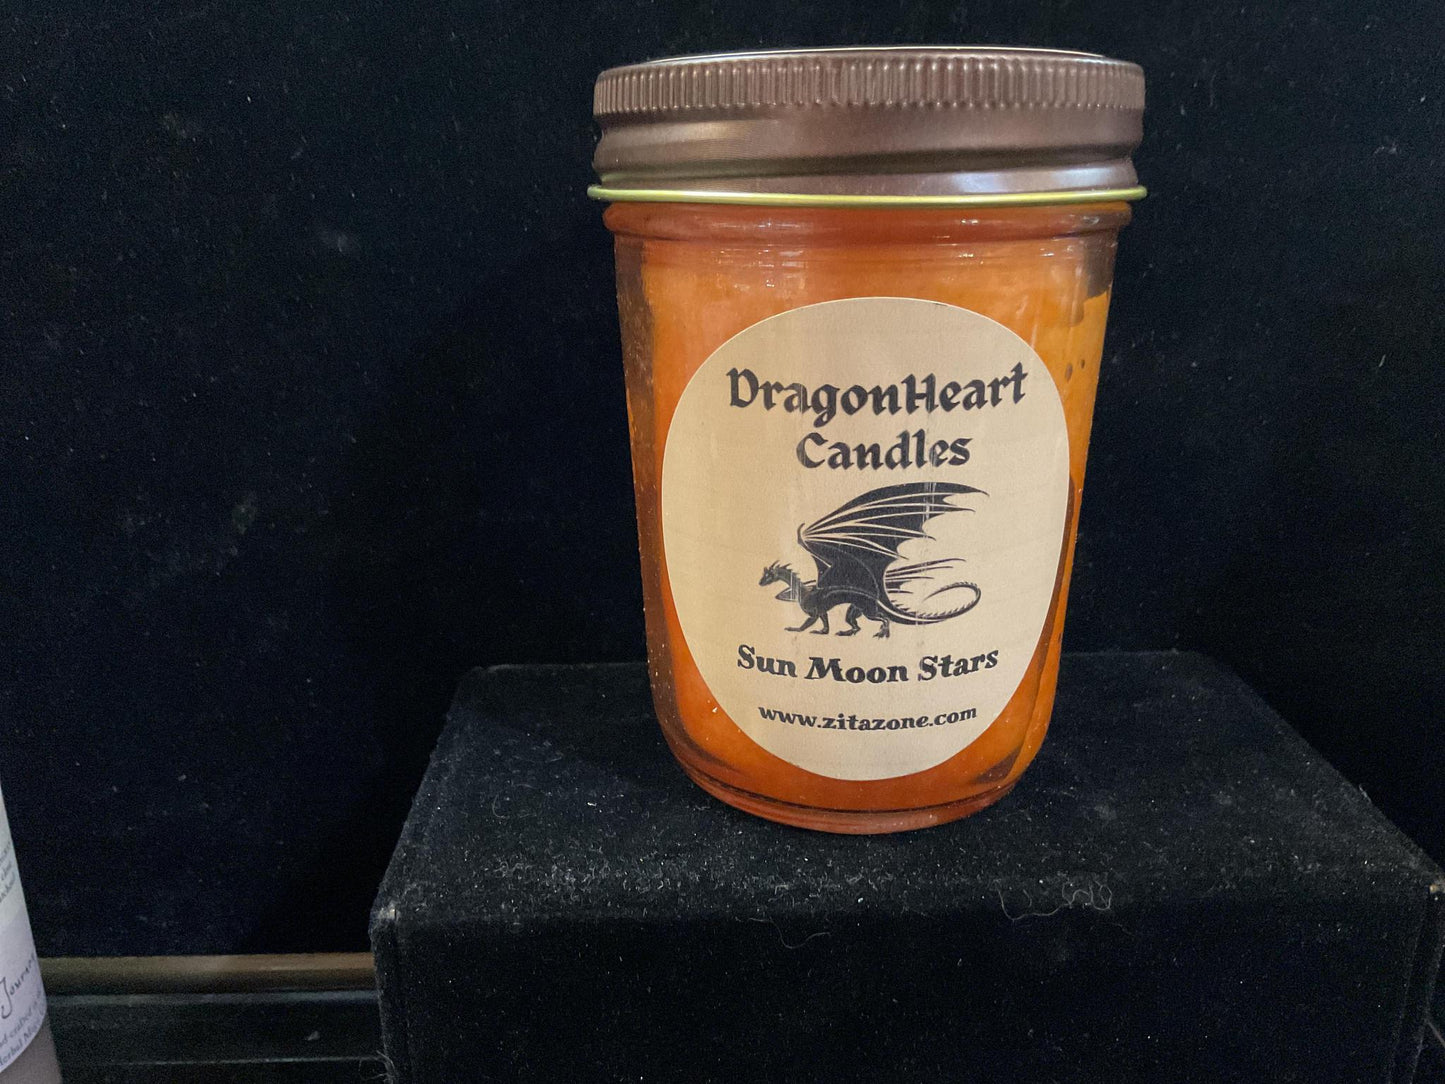 DragonHeart
Candles
Sun Moon Stars
www.zitazone.com